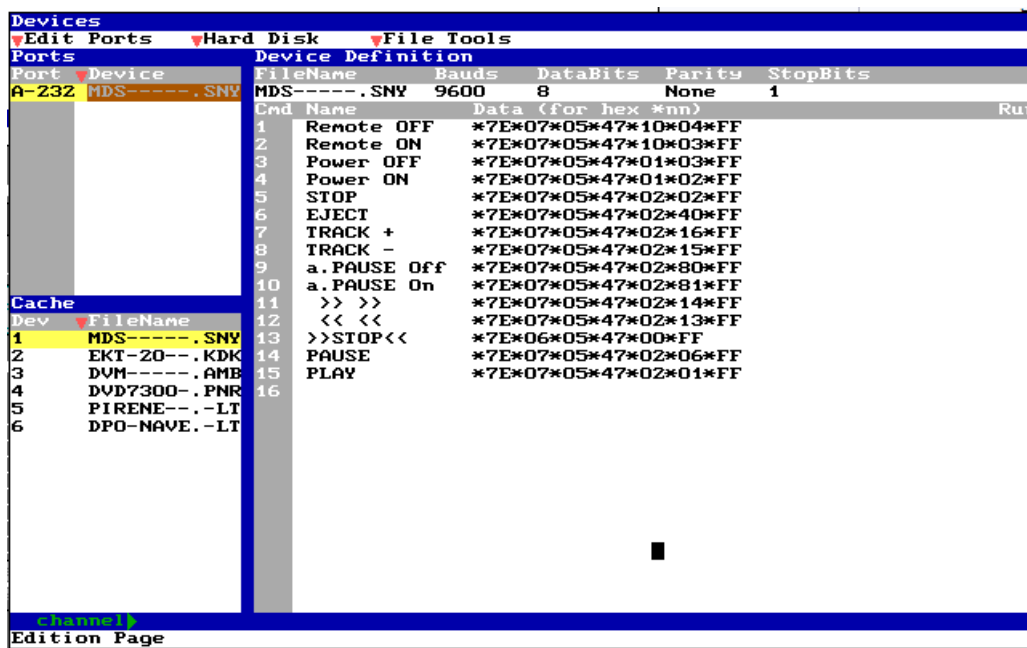 Devices
▼Edit Ports ▼Hard Disk ▼File Tools
Ports
Port ▼Device
A-232 MDS-----.SNY
Cache
Dev ▼FileName
1 MDS-----.SNY
2 EKT-20--.KDK
3 DVM-----.AMB
4 DVD7300-.PNR
5 PIRENE--.-LT
6 DPO-NAVE.-LT
Device Definition
FileName Bauds DataBits Parity StopBits
MDS-----.SNY 9600 8 None 1
Cmd Name Data (for hex *nn)
1 Remote OFF *7E*07*05*47*10*04*FF
2 Remote ON *7E*07*05*47*10*03*FF
3 Power OFF *7E*07*05*47*01*03*FF
4 Power ON *7E*07*05*47*01*02*FF
5 STOP *7E*07*05*47*02*02*FF
6 EJECT *7E*07*05*47*02*40*FF
7 TRACK + *7E*07*05*47*02*16*FF
8 TRACK - *7E*07*05*47*02*15*FF
9 a.PAUSE Off *7E*07*05*47*02*80*FF
10 a.PAUSE On *7E*07*05*47*02*81*FF
11 >> >> *7E*07*05*47*02*14*FF
12 << << *7E*07*05*47*02*13*FF
13 >>STOP<< *7E*06*05*47*00*FF
14 PAUSE *7E*07*05*47*02*06*FF
15 PLAY *7E*07*05*47*02*01*FF
16
channel
Edition Page